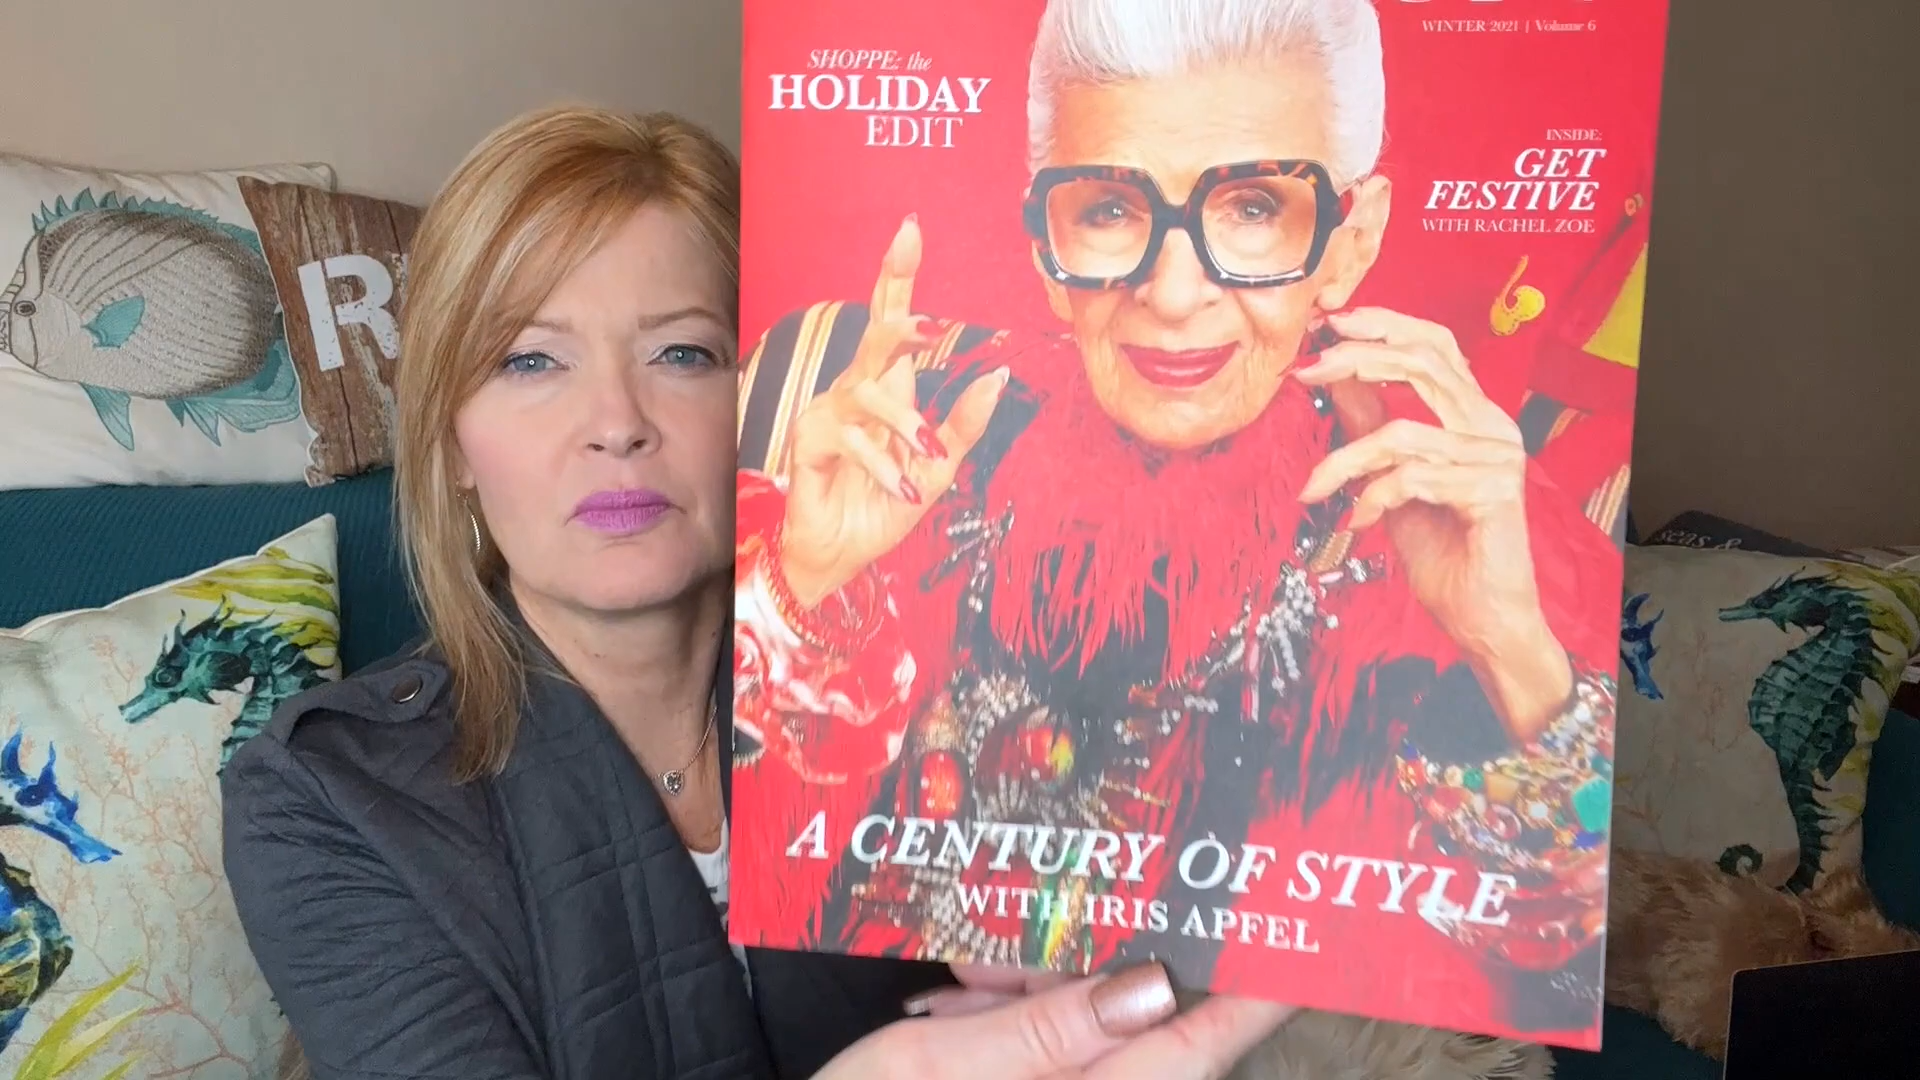 WINTER 2021 | Volume 6
SHOPPE: the
HOLIDAY
EDIT
INSIDE:
GET
FESTIVE
WITH RACHEL ZOE
R
seas &
A CENTURY OF STYLE
WITH IRIS APFEL